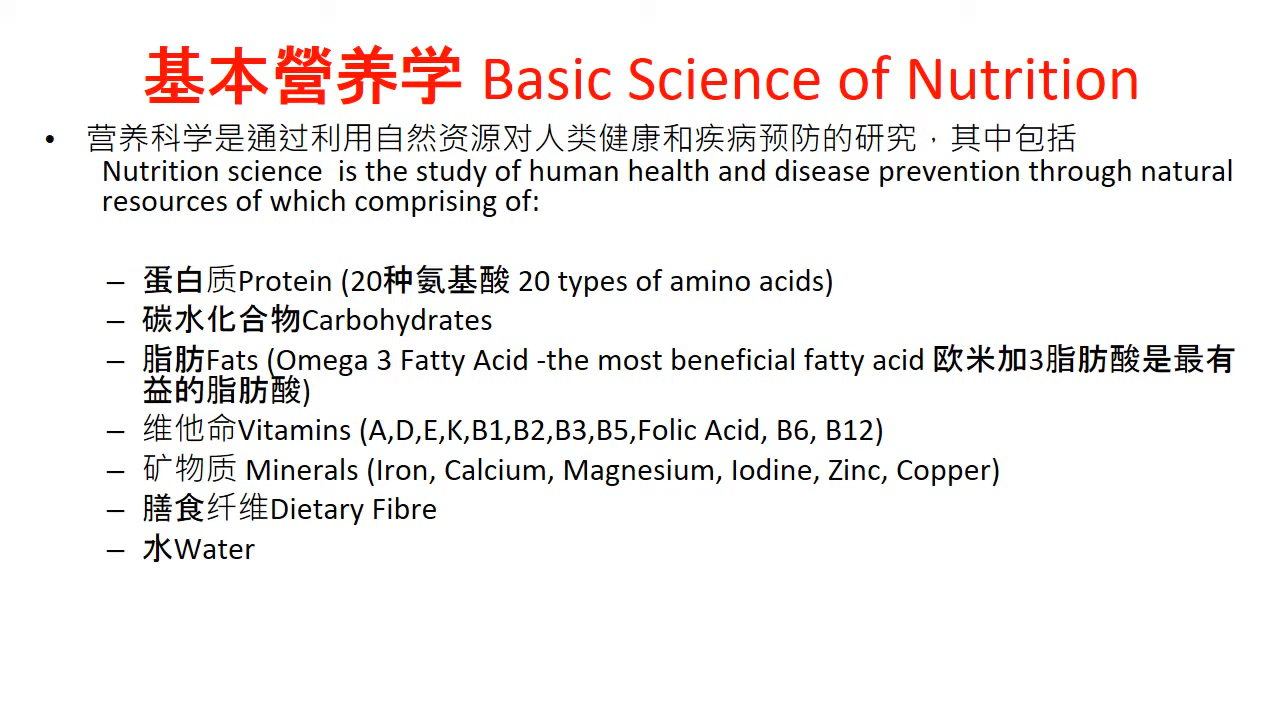 基本營养学 Basic Science of Nutrition
• 营养科学是通过利用自然资源对人类健康和疾病预防的研究，其中包括
Nutrition science  is the study of human health and disease prevention through natural
resources of which comprising of:
– 蛋白质Protein (20种氨基酸 20 types of amino acids)
– 碳水化合物Carbohydrates
– 脂肪Fats (Omega 3 Fatty Acid -the most beneficial fatty acid 欧米加3脂肪酸是最有
益的脂肪酸)
– 维他命Vitamins (A,D,E,K,B1,B2,B3,B5,Folic Acid, B6, B12)
– 矿物质 Minerals (Iron, Calcium, Magnesium, Iodine, Zinc, Copper)
– 膳食纤维Dietary Fibre
– 水Water